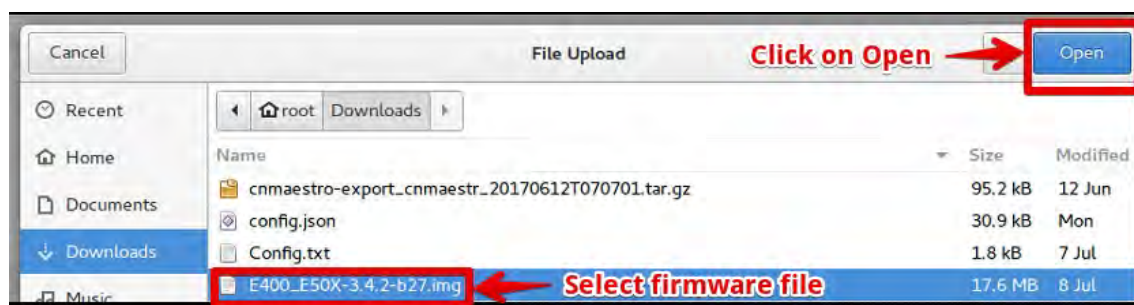 Cancel File Upload Click on Open Open
Recent root Downloads
Home Name Size Modified
cnmaestro-export_cnmaestr_20170612T070701.tar.gz 95.2 kB 12 Jun
Documents config.json 30.9 kB Mon
Downloads Config.txt 1.8 kB 7 Jul
Music E400_E50X-3.4.2-b27.img Select firmware file 17.6 MB 8 Jul